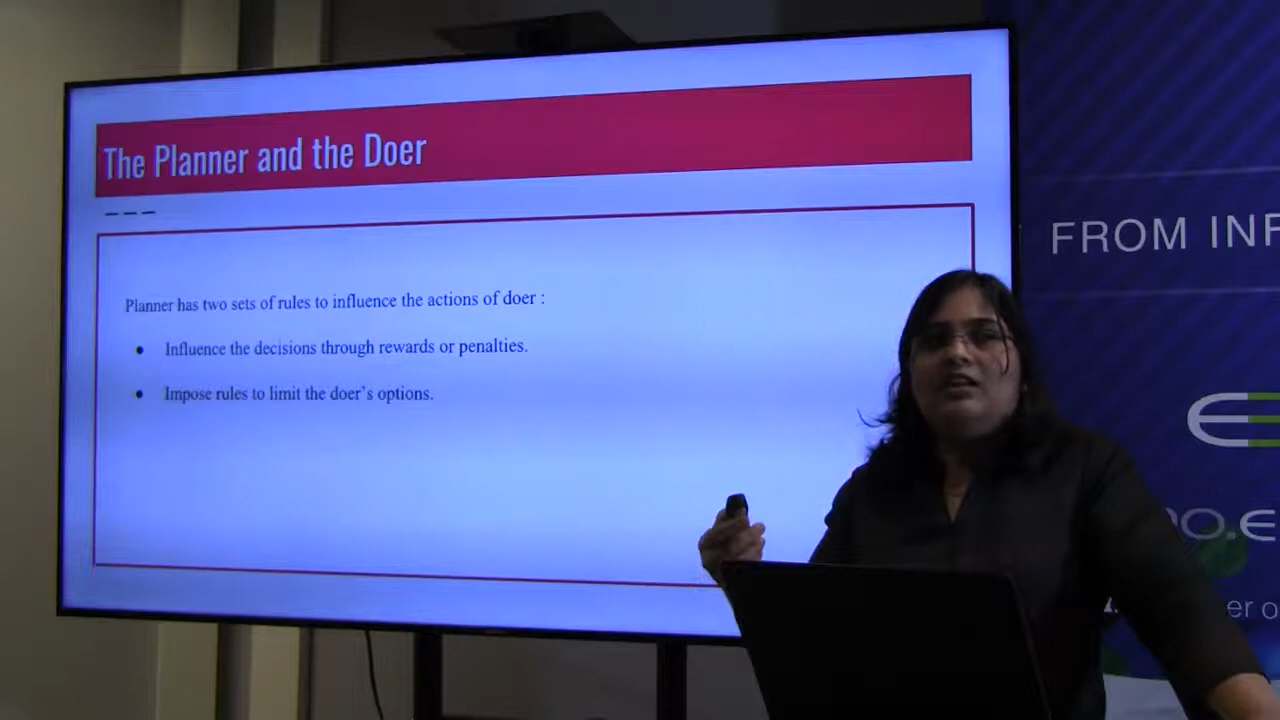 The Planner and the Doer
Planner has two sets of rules to influence the actions of doer :
● Influence the decisions through rewards or penalties.
● Impose rules to limit the doer's options.
FROM
er